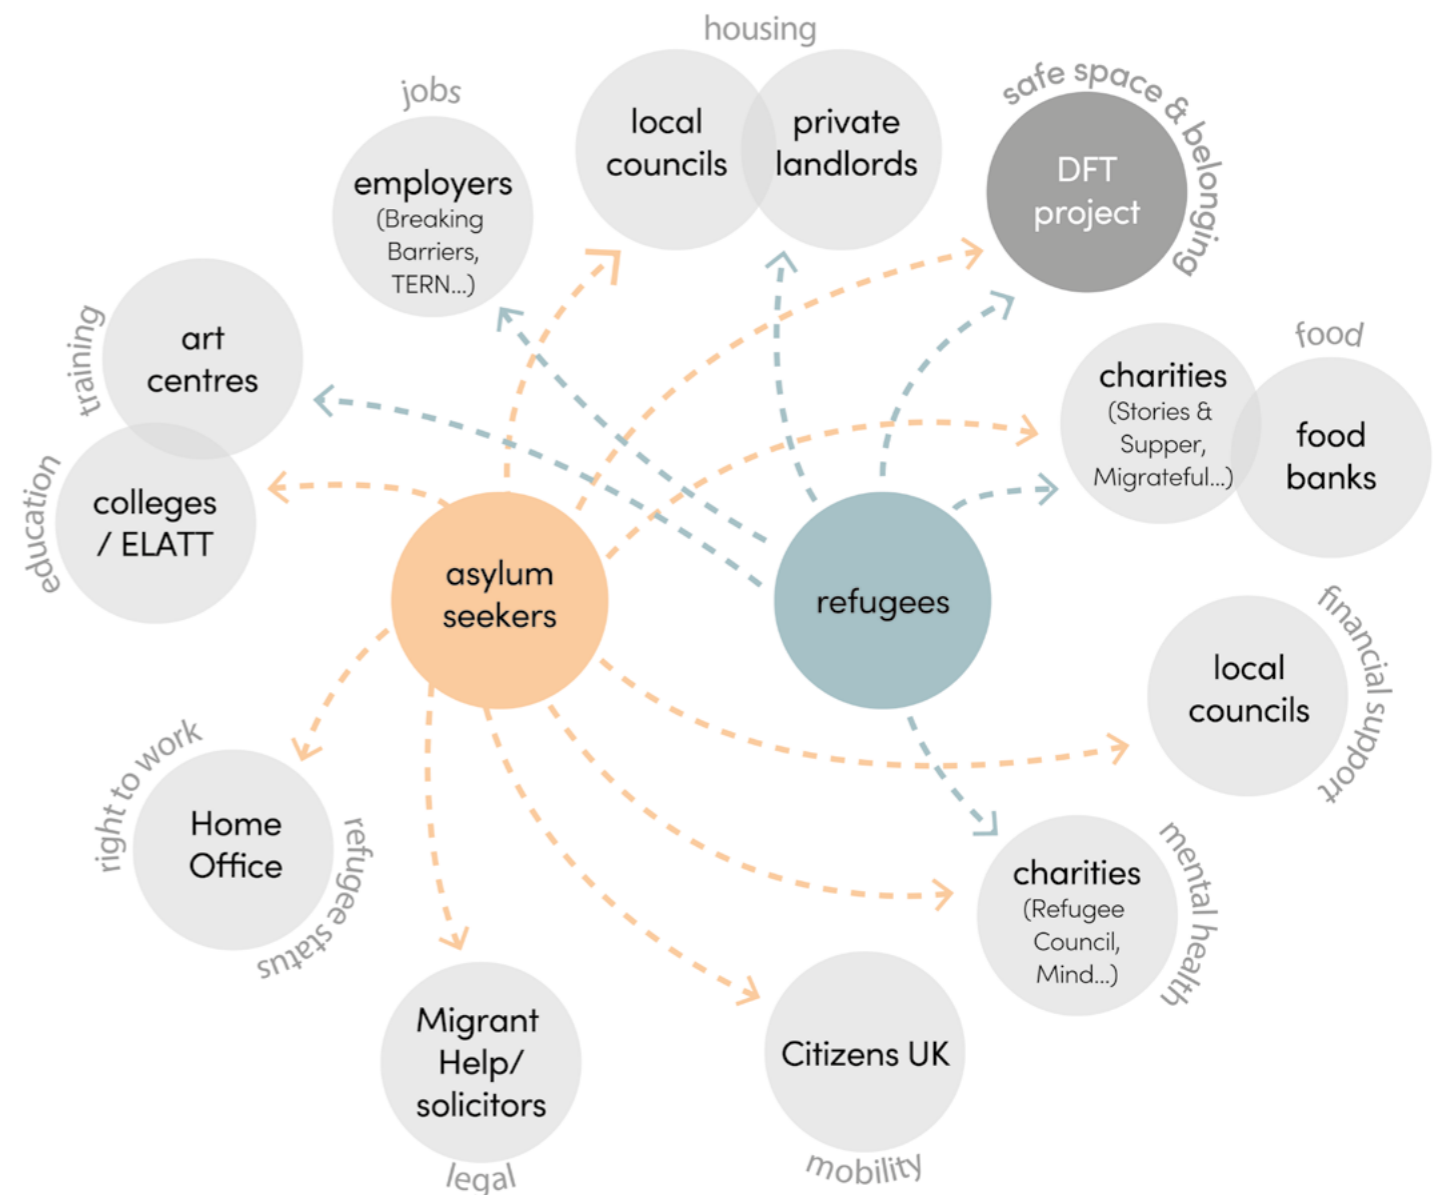 housing
jobs
safe space & belonging
local
councils
private
landlords
DFT
project
employers
(Breaking
Barriers,
TERN...)
training
art
centres
food
charities
(Stories &
Supper,
Migrateful...)
food
banks
education
colleges
/ ELATT
asylum
seekers
refugees
financial support
local
councils
right to work
Home
Office
refugee status
mental health
charities
(Refugee
Council,
Mind...)
Migrant
Help/
solicitors
legal
Citizens UK
mobility